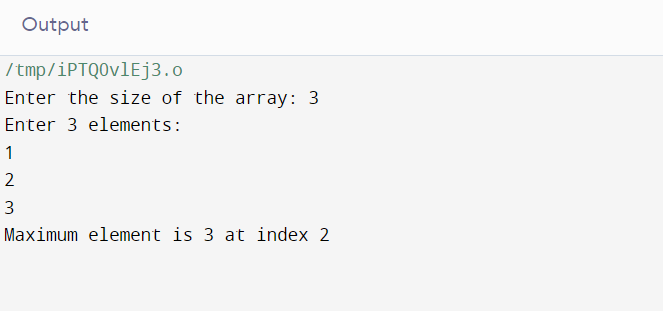 Output
/tmp/iPTQOvlEj3.o
Enter the size of the array: 3
Enter 3 elements:
1
2
3
Maximum element is 3 at index 2